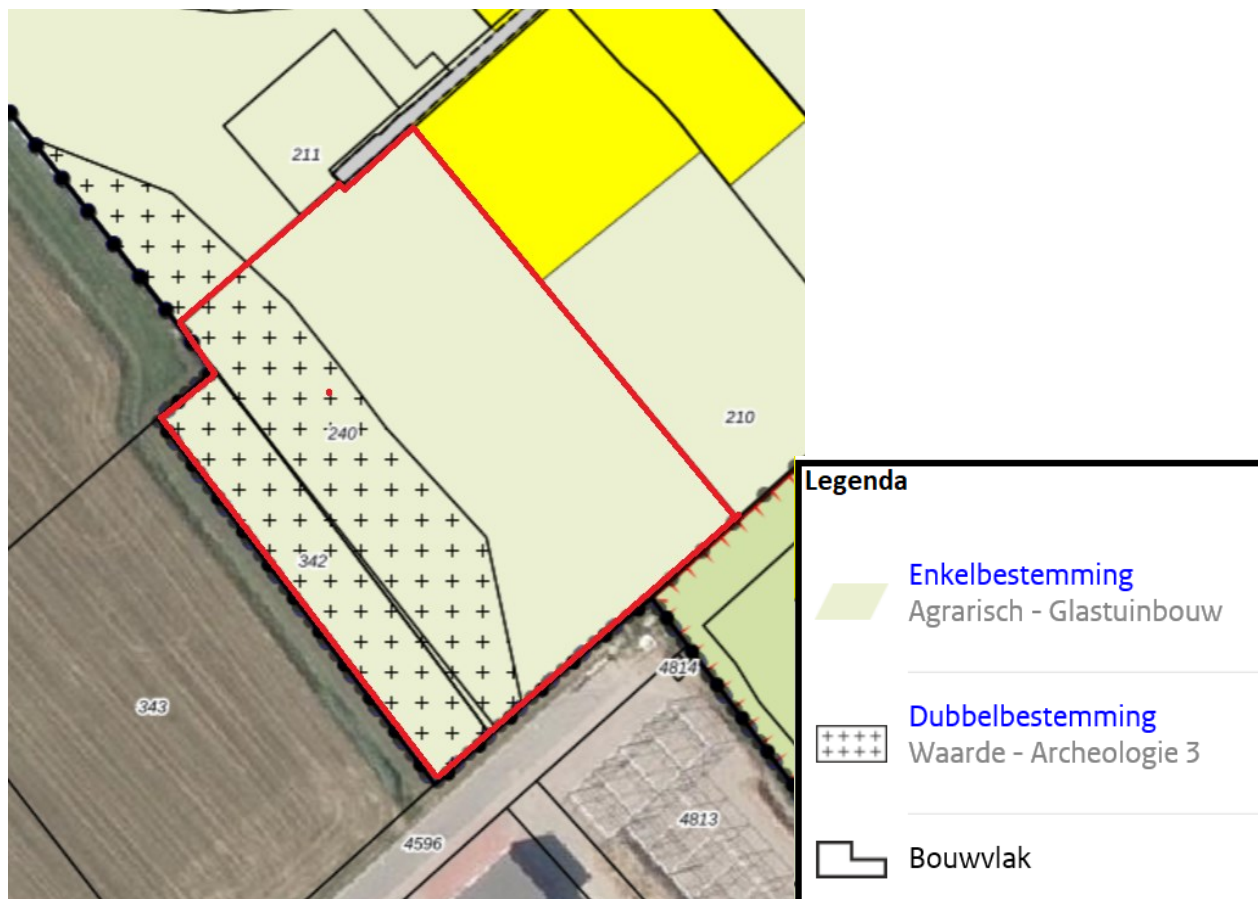 211
240
210
342
343
4814
4813
4596
Legenda
Enkelbestemming
Agrarisch - Glastuinbouw
Dubbelbestemming
Waarde - Archeologie 3
Bouwvlak